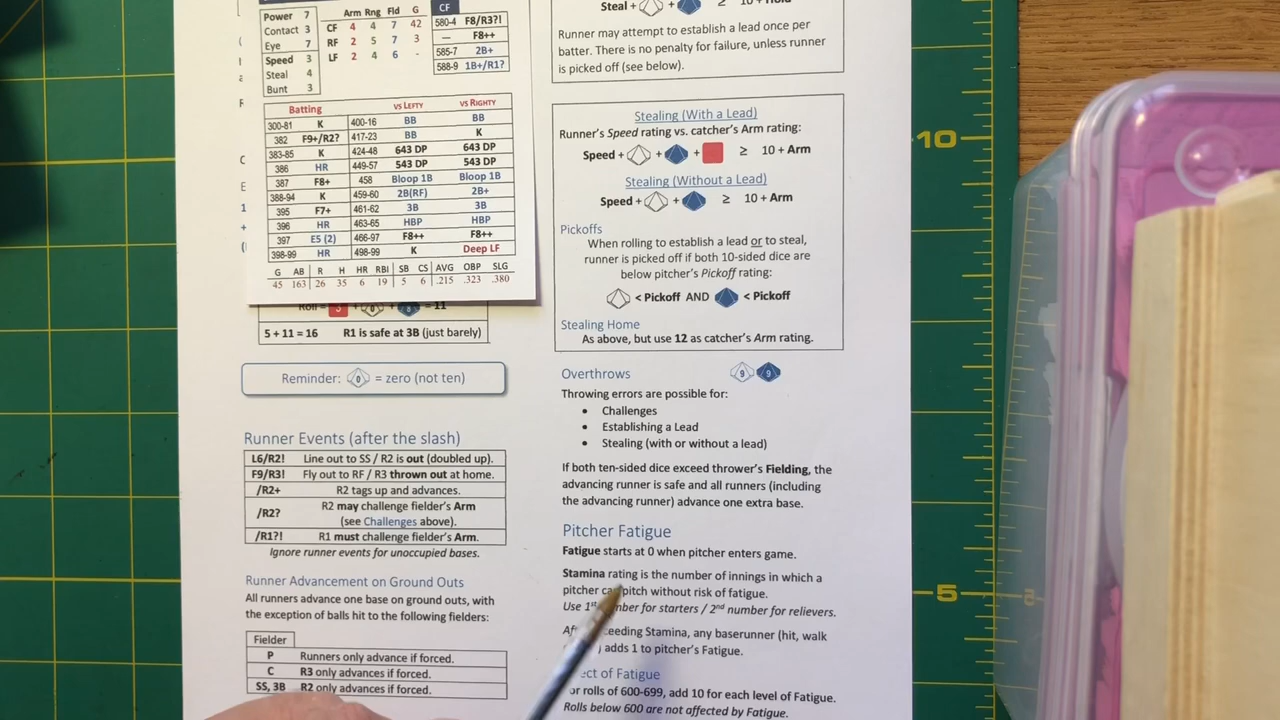 Power 7
Contact 3
Eye 7
Speed 3
Steal 4
Bunt 3
Arm Rng Fld G
CF 4 4 7 42
RF 2 5 7 3
LF 2 4 6 -
CF
580-4 F8/R3?!
— F8++
585-7 2B+
588-9 1B+/R1?
Batting vs LEFTY vs RIGHTY
300-81 K 400-16 BB BB
382 F9+/R2? 417-23 BB K
383-85 K 424-48 643 DP 643 DP
386 HR 449-57 543 DP 543 DP
387 F8+ 458 Bloop 1B Bloop 1B
388-94 K 459-60 2B(RF) 2B+
395 F7+ 461-62 3B 3B
396 HR 463-65 HBP HBP
397 E5 (2) 466-97 F8++ F8++
398-99 HR 498-99 K Deep LF
G AB R H HR RBI SB CS AVG OBP SLG
45 163 26 35 6 19 5 6 .215 .323 .380
= 11
5 + 11 = 16 R1 is safe at 3B (just barely)
Reminder: 0 = zero (not ten)
Runner Events (after the slash)
L6/R2! Line out to SS / R2 is out (doubled up).
F9/R3! Fly out to RF / R3 thrown out at home.
/R2+ R2 tags up and advances.
/R2? R2 may challenge fielder's Arm
(see Challenges above).
/R1?! R1 must challenge fielder's Arm.
Ignore runner events for unoccupied bases.
Runner Advancement on Ground Outs
All runners advance one base on ground outs, with
the exception of balls hit to the following fielders:
Fielder
P Runners only advance if forced.
C R3 only advances if forced.
SS, 3B R2 only advances if forced.
Steal + + ≥
Runner may attempt to establish a lead once per
batter. There is no penalty for failure, unless runner
is picked off (see below).
Stealing (With a Lead)
Runner's Speed rating vs. catcher's Arm rating:
Speed + + + ≥ 10 + Arm
Stealing (Without a Lead)
Speed + + ≥ 10 + Arm
Pickoffs
When rolling to establish a lead or to steal,
runner is picked off if both 10-sided dice are
below pitcher's Pickoff rating:
< Pickoff AND < Pickoff
Stealing Home
As above, but use 12 as catcher's Arm rating.
Overthrows 9 9
Throwing errors are possible for:
• Challenges
• Establishing a Lead
• Stealing (with or without a lead)
If both ten-sided dice exceed thrower's Fielding, the
advancing runner is safe and all runners (including
the advancing runner) advance one extra base.
Pitcher Fatigue
Fatigue starts at 0 when pitcher enters game.
Stamina rating is the number of innings in which a
pitcher pitch without risk of fatigue.
Use 1st for starters / 2nd number for relievers.
Stamina, any baserunner (hit, walk
) adds 1 to pitcher's Fatigue.
of Fatigue
rolls of 600-699, add 10 for each level of Fatigue.
Rolls below 600 are not affected by Fatigue.
10
5